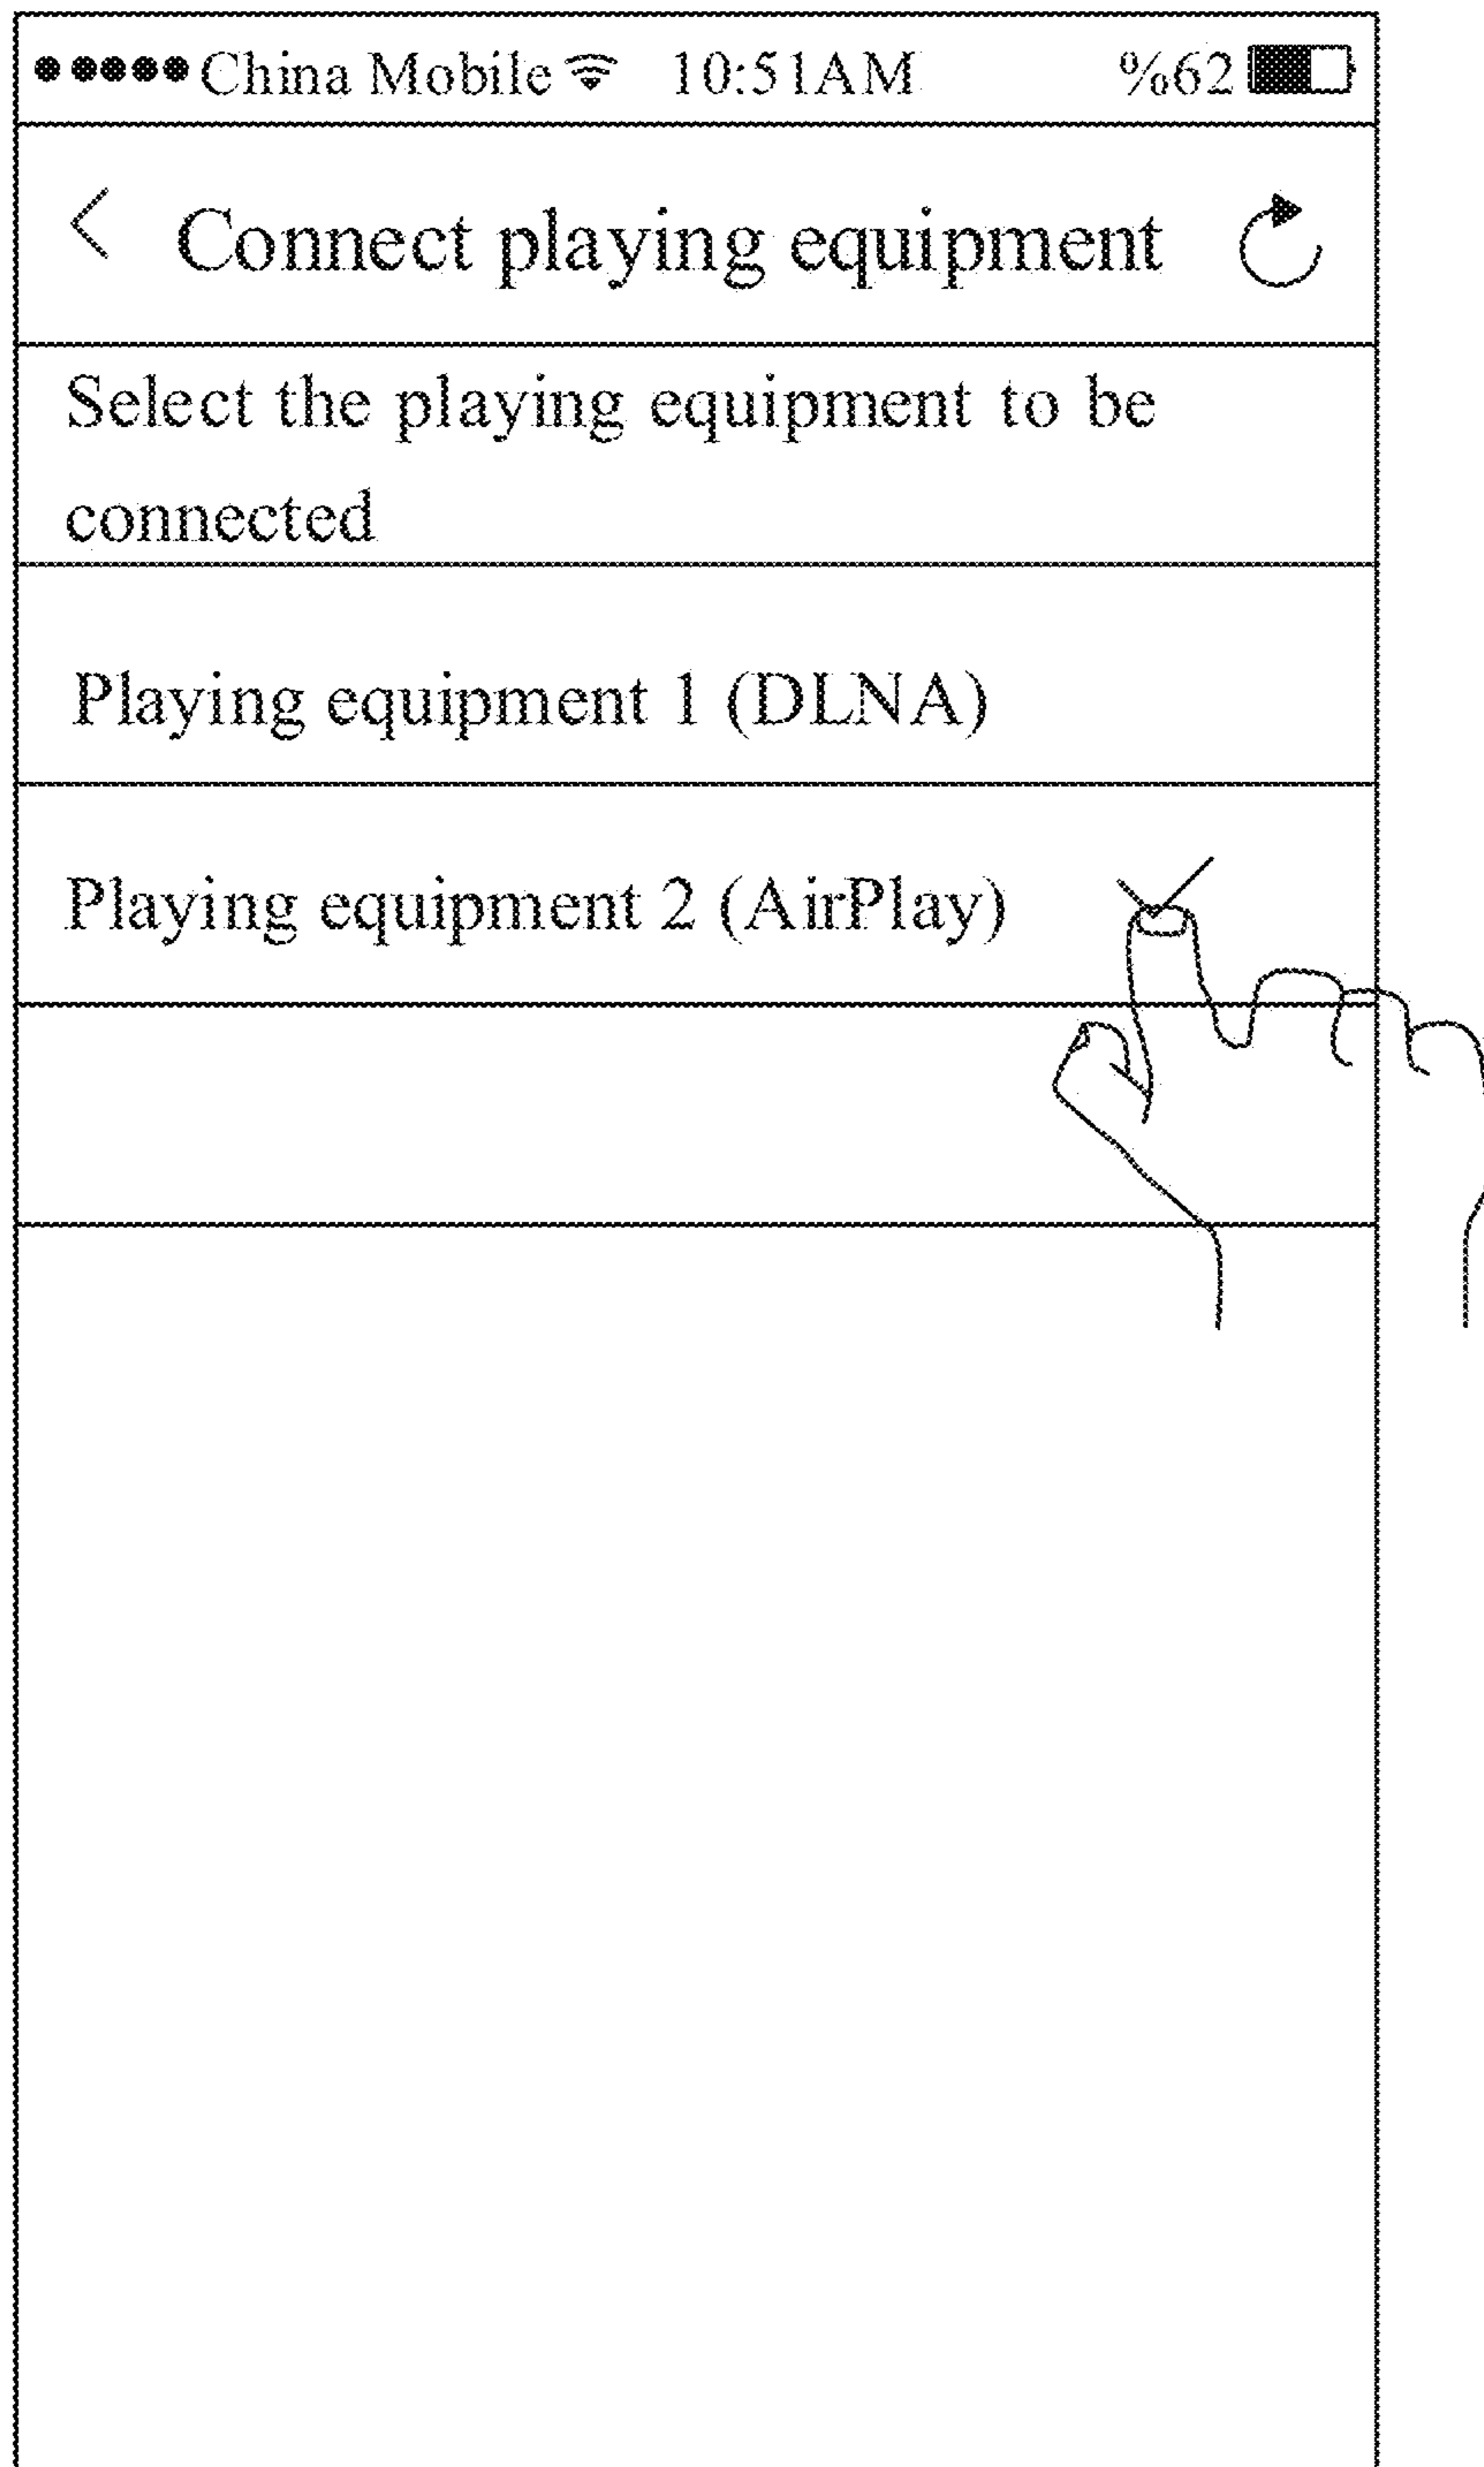 China Mobile 10:51AM %62
Connect playing equipment
Select the playing equipment to be
connected
Playing equipment 1 (DLNA)
Playing equipment 2 (AirPlay)